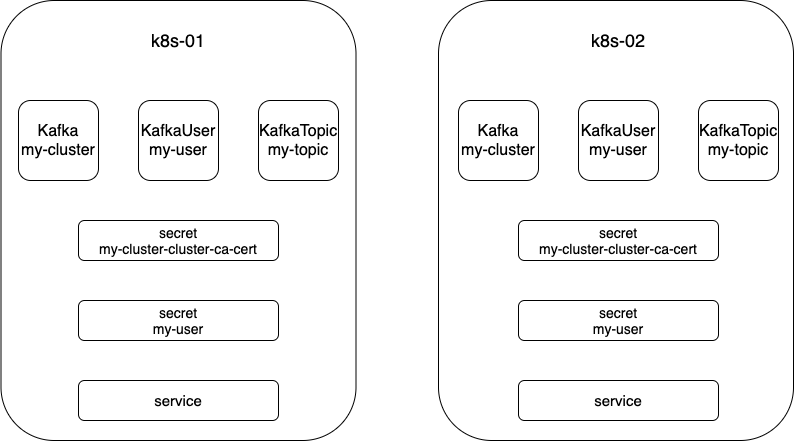 k8s-01
Kafka
my-cluster
KafkaUser
my-user
KafkaTopic
my-topic
secret
my-cluster-cluster-ca-cert
secret
my-user
service
k8s-02
Kafka
my-cluster
KafkaUser
my-user
KafkaTopic
my-topic
secret
my-cluster-cluster-ca-cert
secret
my-user
service